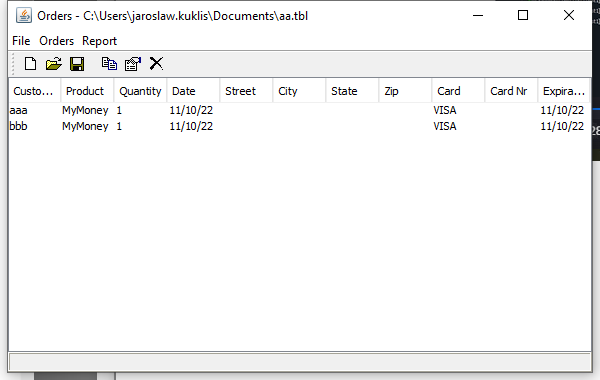 Orders - C:\Users\jaroslaw.kuklis\Documents\aa.tbl
File Orders Report
Custo... Product Quantity Date Street City State Zip Card Card Nr Expira...
aaa MyMoney 1 11/10/22 VISA 11/10/22
bbb MyMoney 1 11/10/22 VISA 11/10/22